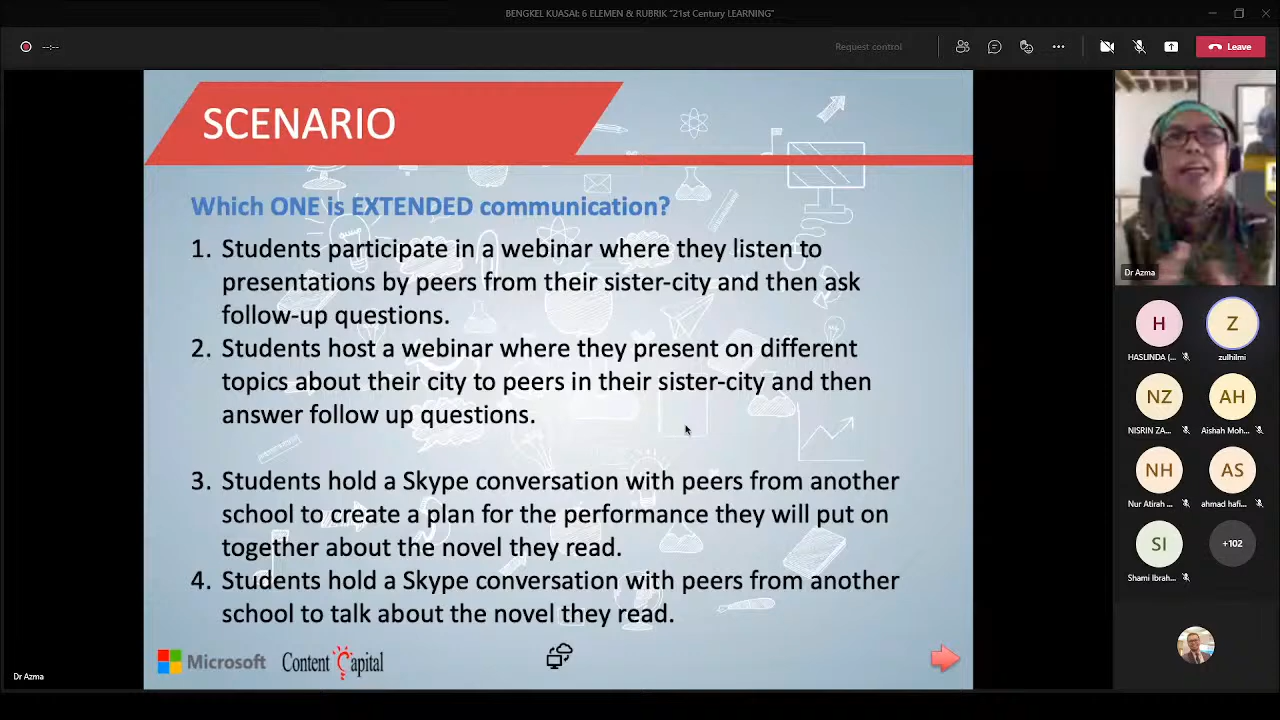 BENGKEL KUASAI: 6 ELEMEN & RUBRIK "21st Century LEARNING"
--:--
Request control
Leave
SCENARIO
Which ONE is EXTENDED communication?
1. Students participate in a webinar where they listen to
presentations by peers from their sister-city and then ask
follow-up questions.
2. Students host a webinar where they present on different
topics about their city to peers in their sister-city and then
answer follow up questions.
3. Students hold a Skype conversation with peers from another
school to create a plan for the performance they will put on
together about the novel they read.
4. Students hold a Skype conversation with peers from another
school to talk about the novel they read.
Microsoft
Content Capital
Dr Azma
Dr Azma
H
HASLINDA (...
Z
zulhilmi
NZ
NISRIN ZA...
AH
Aishah Moh...
NH
Nur Atirah ...
AS
ahmad hafi...
SI
Shami Ibrah...
+102